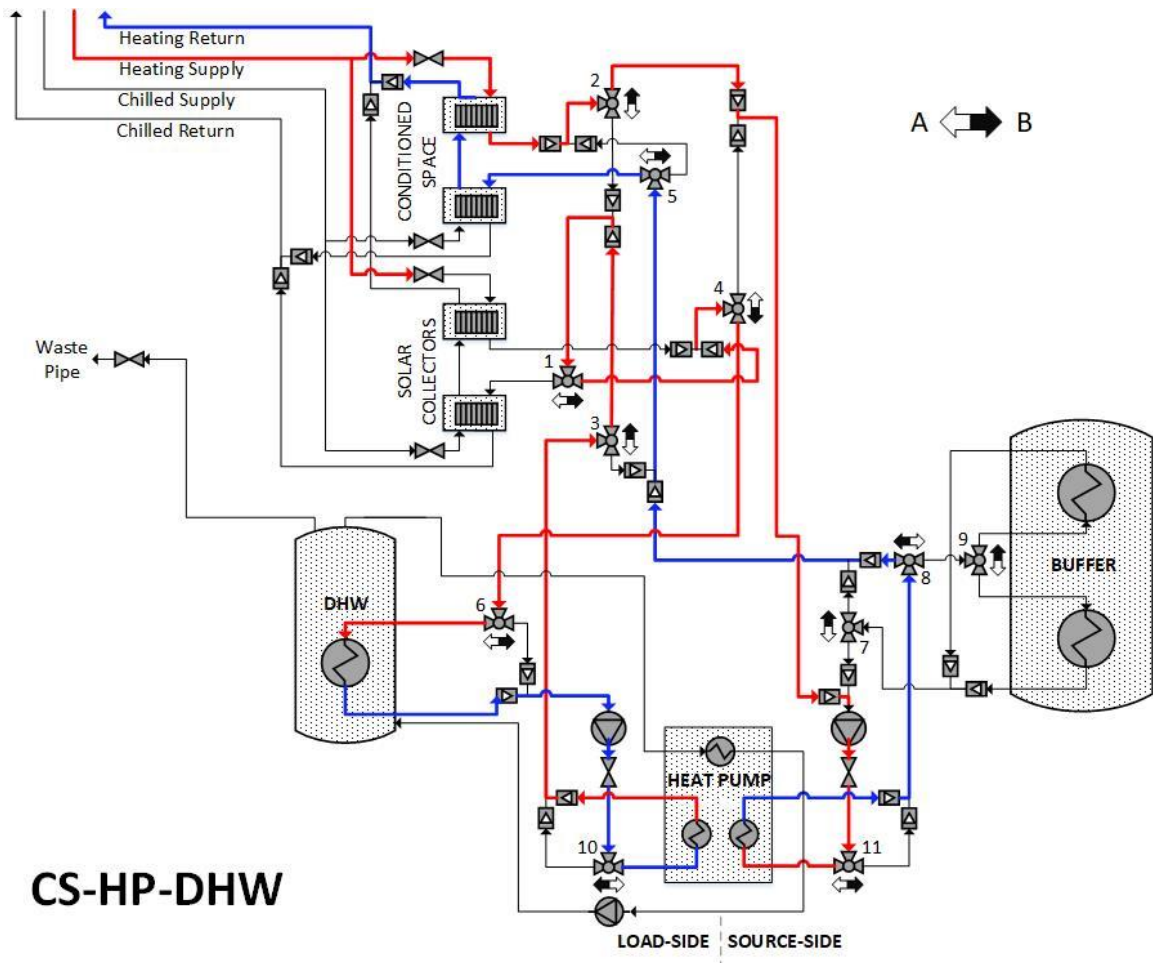 Heating Return
Heating Supply
Chilled Supply
Chilled Return
CONDITIONED
SPACE
2
A
B
5
4
SOLAR
COLLECTORS
Waste
Pipe
1
3
9
8
BUFFER
DHW
6
7
HEAT PUMP
10
11
CS-HP-DHW
LOAD-SIDE
SOURCE-SIDE